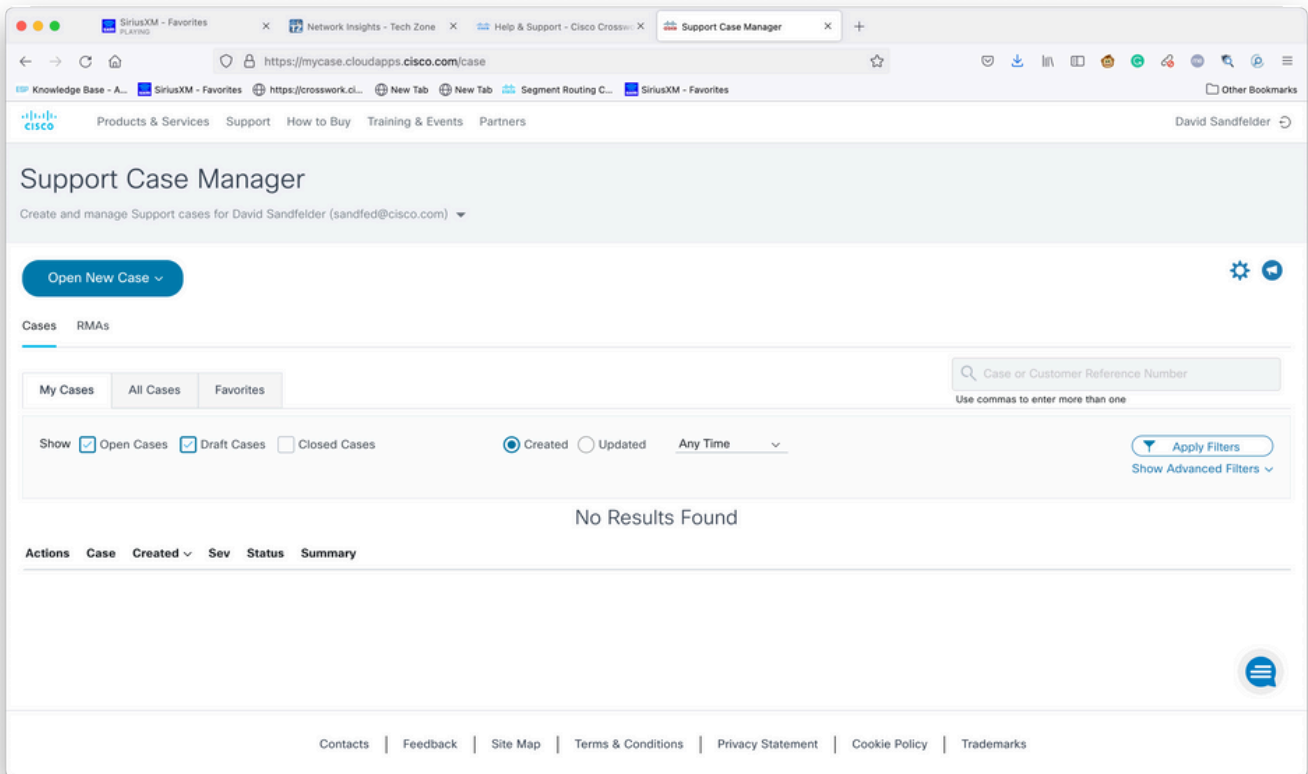 SiriusXM - Favorites
PLAYING
Network Insights - Tech Zone
Help & Support - Cisco Crossw
Support Case Manager
https://mycase.cloudapps.cisco.com/case
ESP Knowledge Base - A... SiriusXM - Favorites https://crosswork.ci... New Tab New Tab Segment Routing C... SiriusXM - Favorites Other Bookmarks
CISCO Products & Services Support How to Buy Training & Events Partners David Sandfelder
Support Case Manager
Create and manage Support cases for David Sandfelder (sandfed@cisco.com)
Open New Case
Cases RMAs
My Cases All Cases Favorites
Case or Customer Reference Number
Use commas to enter more than one
Show Open Cases Draft Cases Closed Cases Created Updated Any Time Apply Filters
Show Advanced Filters
No Results Found
Actions Case Created Sev Status Summary
Contacts | Feedback | Site Map | Terms & Conditions | Privacy Statement | Cookie Policy | Trademarks